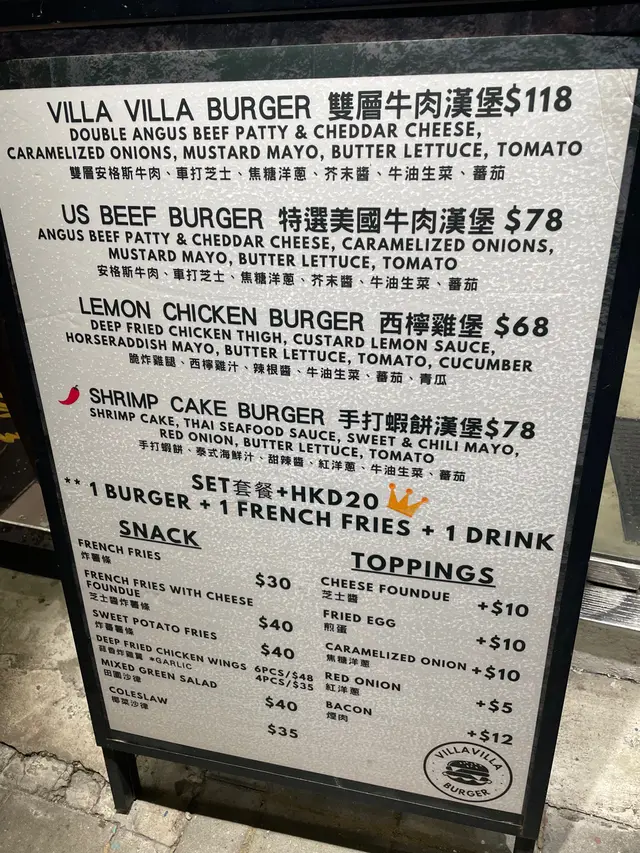 VILLA VILLA BURGER 雙層牛肉漢堡$118
DOUBLE ANGUS BEEF PATTY & CHEDDAR CHEESE,
CARAMELIZED ONIONS, MUSTARD MAYO, BUTTER LETTUCE, TOMATO
雙層安格斯牛肉、車打芝士、焦糖洋蔥、芥末醬、牛油生菜、蕃茄
US BEEF BURGER 特選美國牛肉漢堡 $78
ANGUS BEEF PATTY & CHEDDAR CHEESE, CARAMELIZED ONIONS,
MUSTARD MAYO, BUTTER LETTUCE, TOMATO
安格斯牛肉、車打芝士、焦糖洋蔥、芥末醬、牛油生菜、蕃茄
LEMON CHICKEN BURGER 西檸雞堡 $68
DEEP FRIED CHICKEN THIGH, CUSTARD LEMON SAUCE,
HORSERADDISH MAYO, BUTTER LETTUCE, TOMATO, CUCUMBER
脆炸雞腿、西檸雞汁、辣根醬、牛油生菜、蕃茄、青瓜
SHRIMP CAKE BURGER 手打蝦餅漢堡$78
SHRIMP CAKE, THAI SEAFOOD SAUCE, SWEET & CHILI MAYO,
RED ONION, BUTTER LETTUCE, TOMATO
手打蝦餅、泰式海鮮汁、甜辣醬、紅洋蔥、牛油生菜、蕃茄
SET套餐+HKD20
** 1 BURGER + 1 FRENCH FRIES + 1 DRINK
SNACK
FRENCH FRIES
炸薯條
$30
FRENCH FRIES WITH CHEESE
FOUNDUE
芝士醬炸薯條
$40
SWEET POTATO FRIES
炸蕃薯條
$40
DEEP FRIED CHICKEN WINGS 6PCS/$48
蒜香炸雞翼 *GARLIC 4PCS/$35
MIXED GREEN SALAD
田園沙律
$40
COLESLAW
椰菜沙律
$35
TOPPINGS
CHEESE FOUNDUE
芝士醬
+$10
FRIED EGG
煎蛋
+$10
CARAMELIZED ONION
焦糖洋蔥
+$10
RED ONION
紅洋蔥
+$5
BACON
煙肉
+$12
VILLAVILLA
BURGER